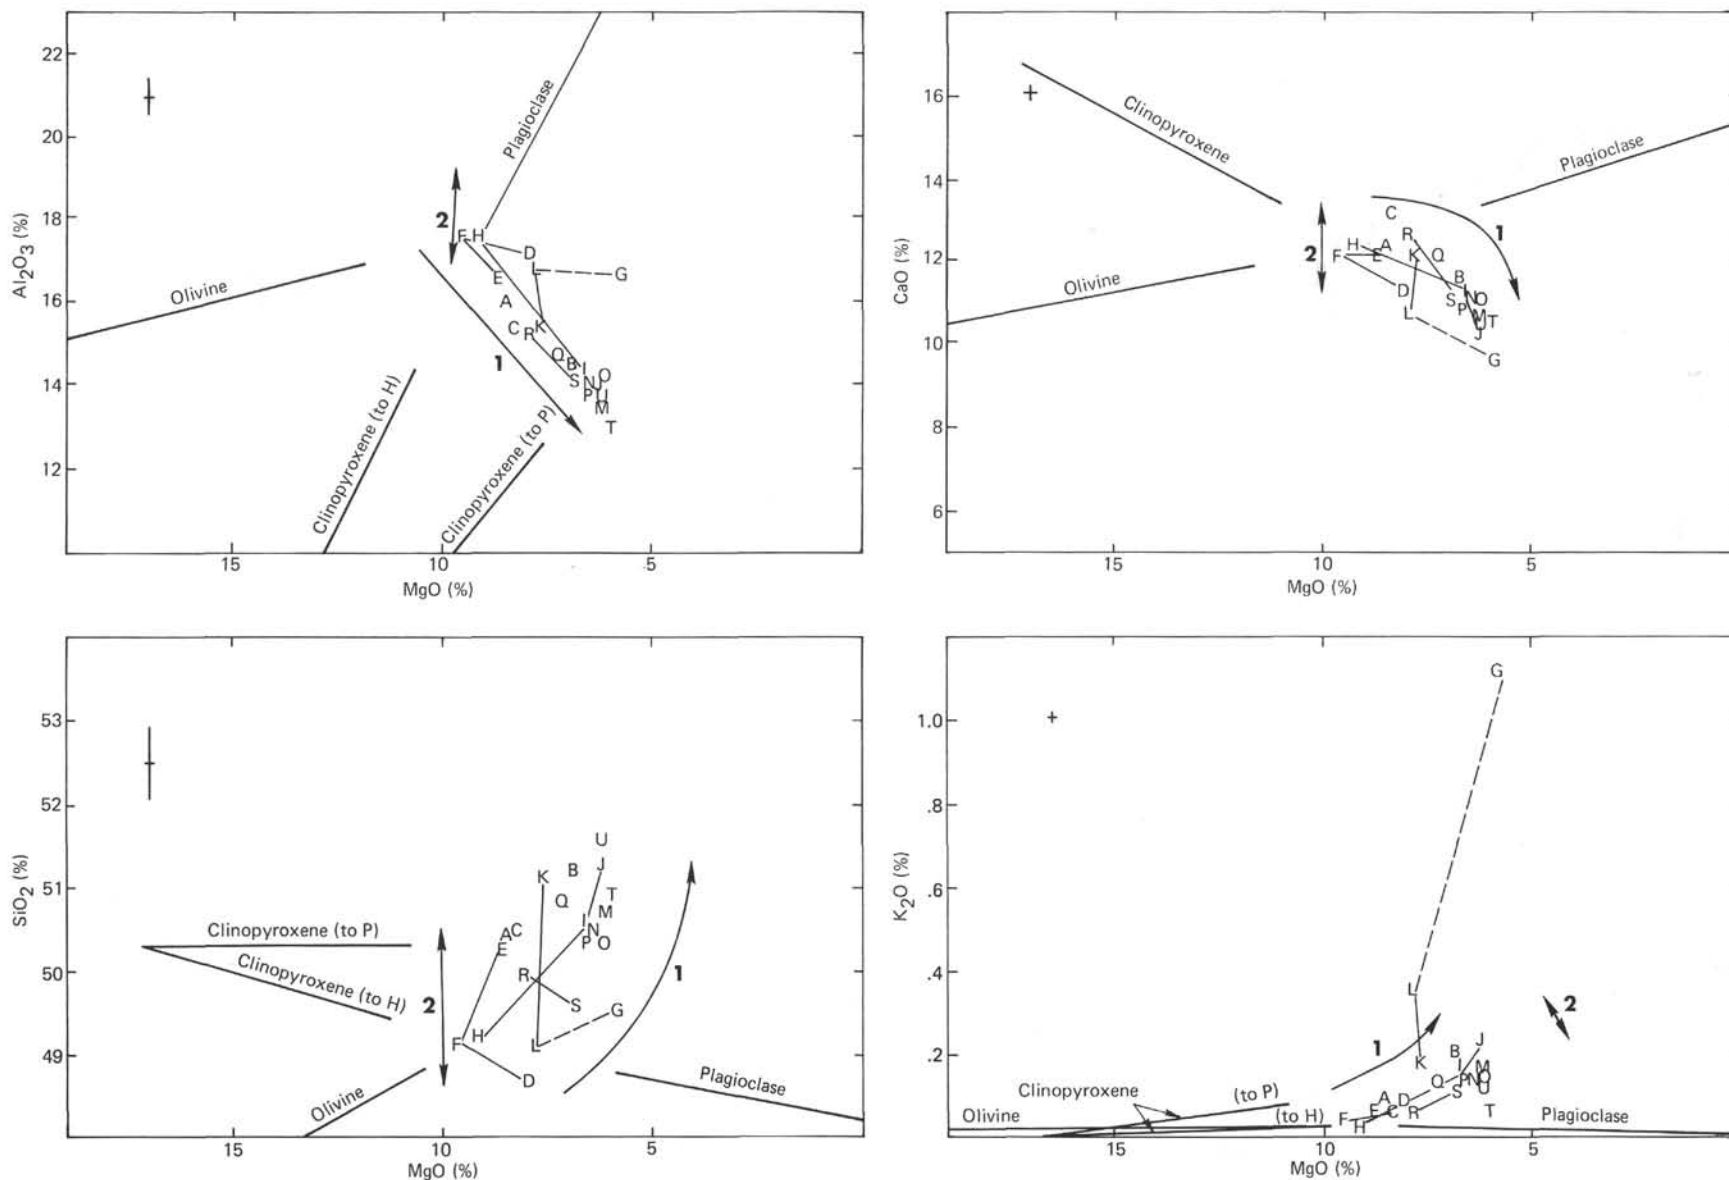 22
20
18
16
14
12
Al2O3 (%)
Plagioclase
Olivine
Clinopyroxene (to H)
Clinopyroxene (to P)
2
1
F H D
L G
E
A
C R K
Q B I
S N J O
P U
M
T
15 10 5
MgO (%)
16
14
12
10
8
6
CaO (%)
Clinopyroxene
Plagioclase
Olivine
1
2
C
R
H A K Q
F E
B
D I N O
L S P M
U T
J
G
15 10 5
MgO (%)
53
52
51
50
49
SiO2 (%)
Clinopyroxene (to P)
Clinopyroxene (to H)
Olivine
Plagioclase
2
1
U
K B J
Q T
M
A C I N
E P O
R
S
F H L G
D
15 10 5
MgO (%)
1.0
.8
.6
.4
.2
K2O (%)
G
L
1
2
K B J
I M
Q P N O
A D S U
F E C R T
H
Clinopyroxene
(to P)
Olivine (to H) Plagioclase
15 10 5
MgO (%)